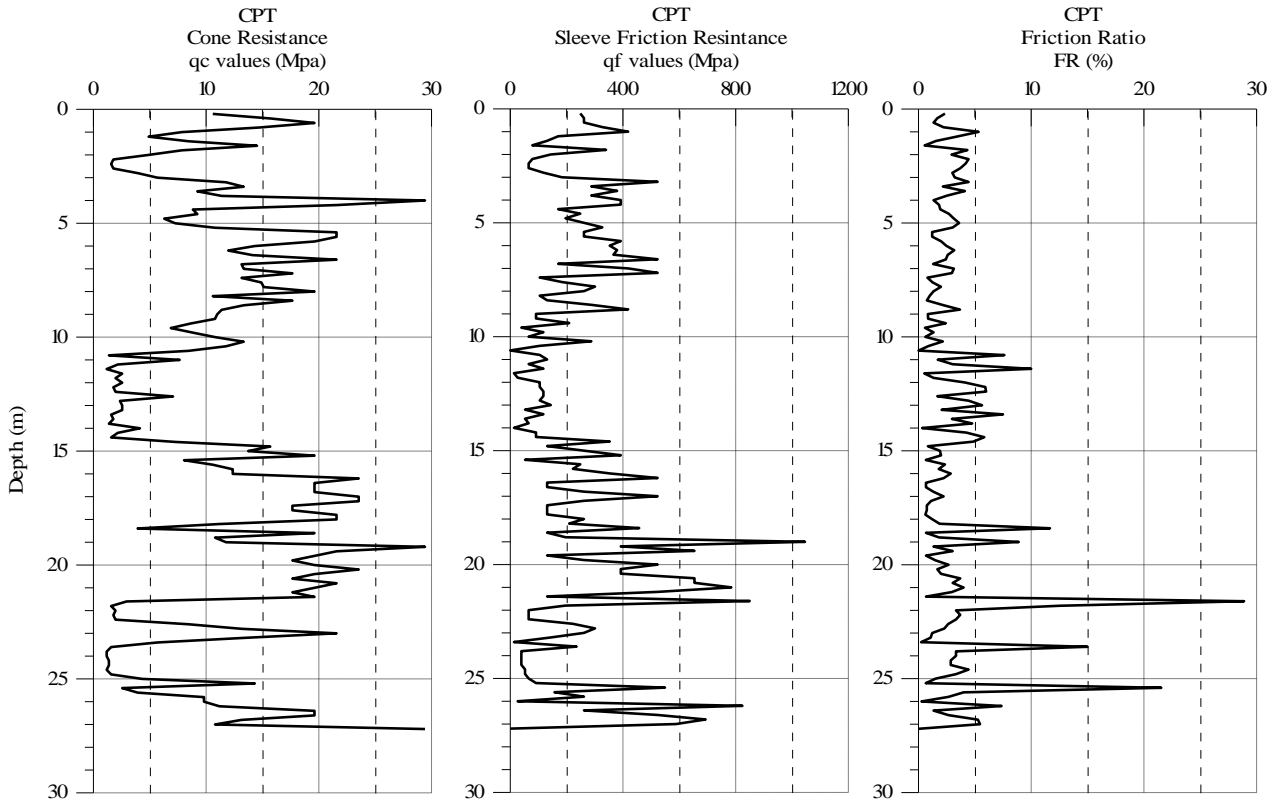 CPT
Cone Resistance
qc values (Mpa)
0 10 20 30
CPT
Sleeve Friction Resintance
qf values (Mpa)
0 400 800 1200
CPT
Friction Ratio
FR (%)
0 10 20 30
Depth (m)
0
5
10
15
20
25
30
0
5
10
15
20
25
30
0
5
10
15
20
25
30